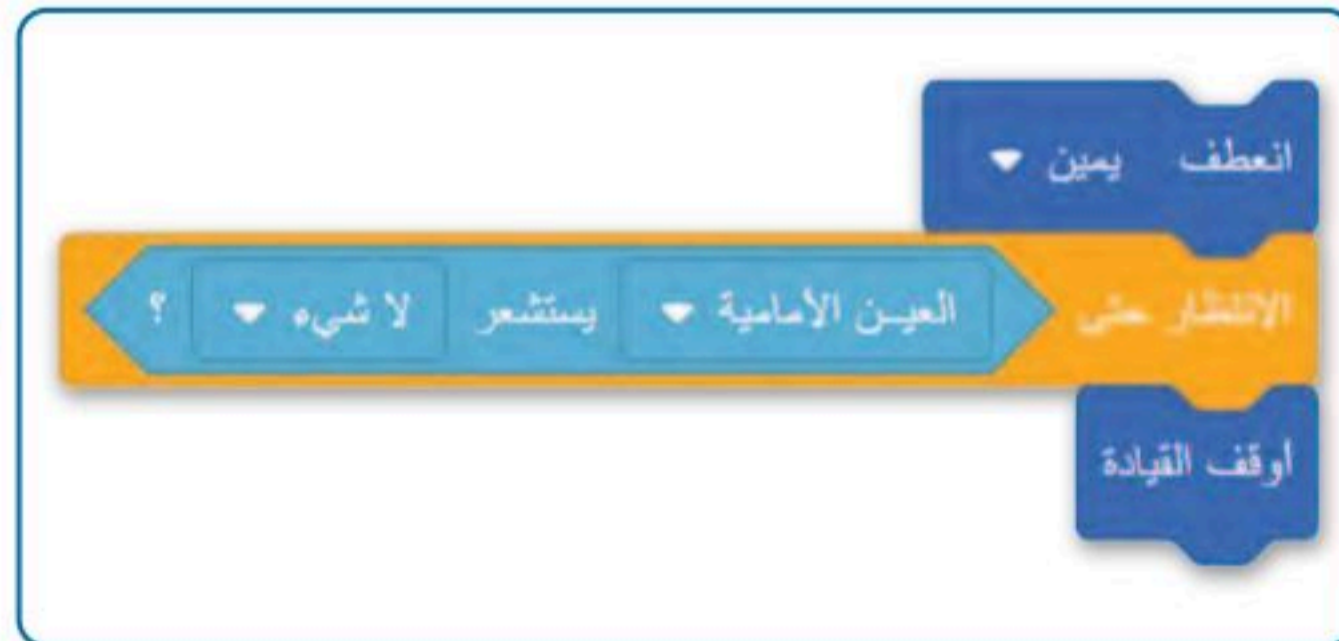 انعطف يمين
الانتظار حتى العين الأمامية يستشعر لا شيء ؟
أوقف القيادة